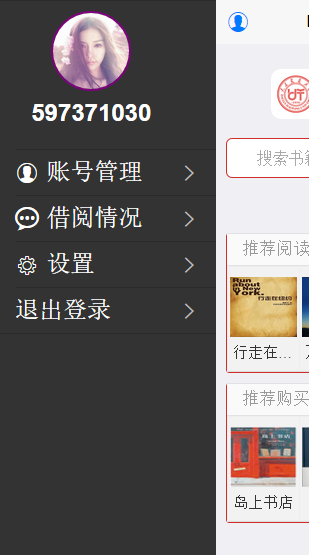 597371030
账号管理
借阅情况
设置
退出登录
搜索书
推荐阅读
Run
about
in New
York.
行走在纽约
行走在...
推荐购买
岛上书店
岛上书店